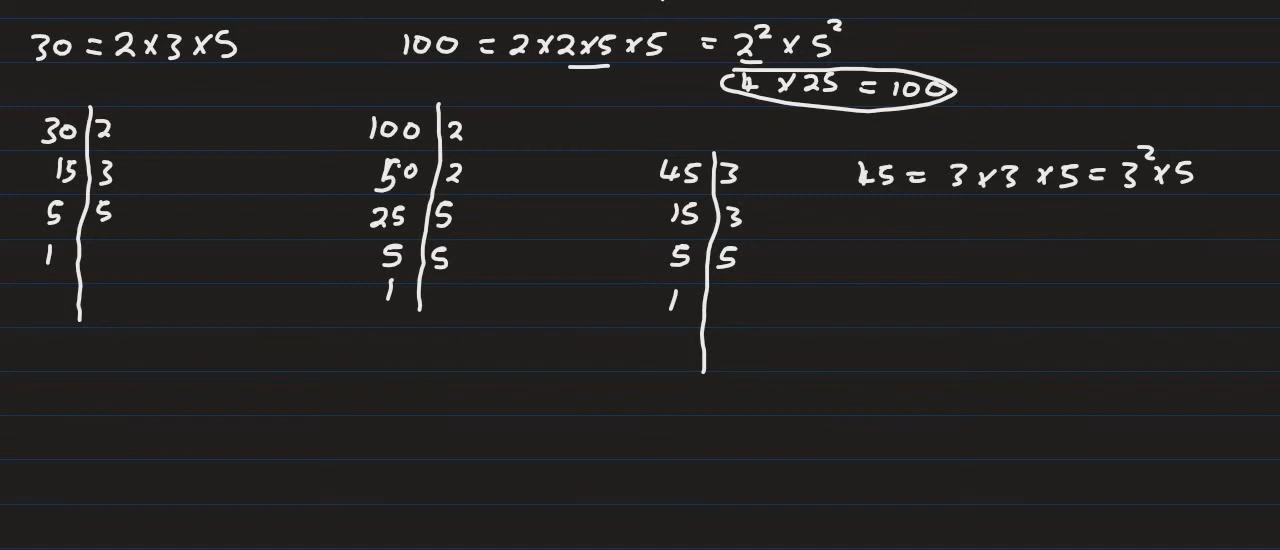 30 = 2 × 3 × 5
100 = 2 × 2 × 5 × 5 = 2² × 5²
4 × 25 = 100
30 | 2
15 | 3
5 | 5
1
100 | 2
50 | 2
25 | 5
5 | 5
1
45 | 3
15 | 3
5 | 5
1
45 = 3 × 3 × 5 = 3² × 5